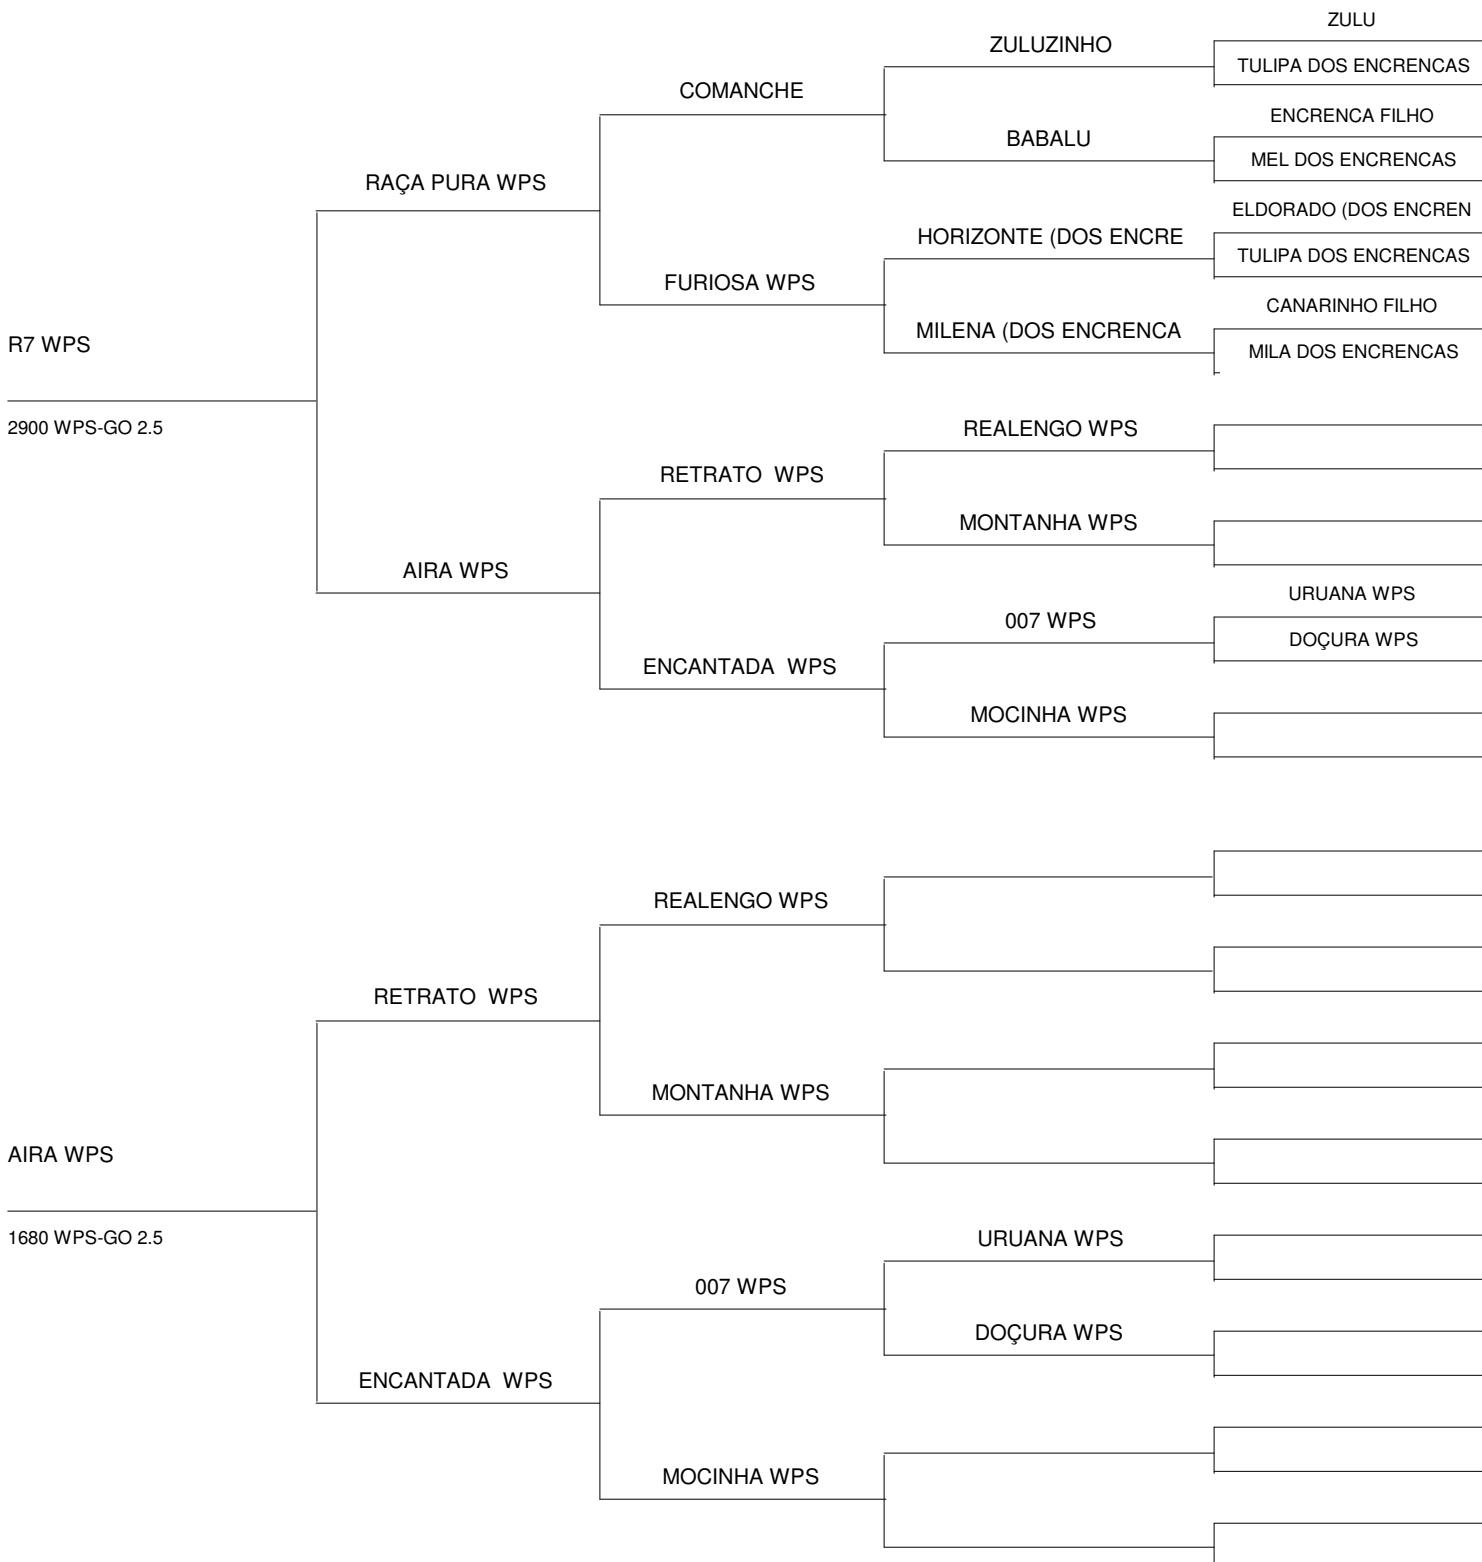 ZULU
ZULUZINHO
TULIPA DOS ENCRENCAS
COMANCHE
ENCRENCA FILHO
BABALU
MEL DOS ENCRENCAS
RAÇA PURA WPS
ELDORADO (DOS ENCREN
HORIZONTE (DOS ENCRE
TULIPA DOS ENCRENCAS
FURIOSA WPS
CANARINHO FILHO
MILENA (DOS ENCRENCA
MILA DOS ENCRENCAS
R7 WPS
2900 WPS-GO 2.5
REALENGO WPS
RETRATO  WPS
MONTANHA WPS
AIRA WPS
URUANA WPS
007 WPS
DOÇURA WPS
ENCANTADA  WPS
MOCINHA WPS
REALENGO WPS
RETRATO  WPS
MONTANHA WPS
AIRA WPS
1680 WPS-GO 2.5
URUANA WPS
007 WPS
DOÇURA WPS
ENCANTADA  WPS
MOCINHA WPS